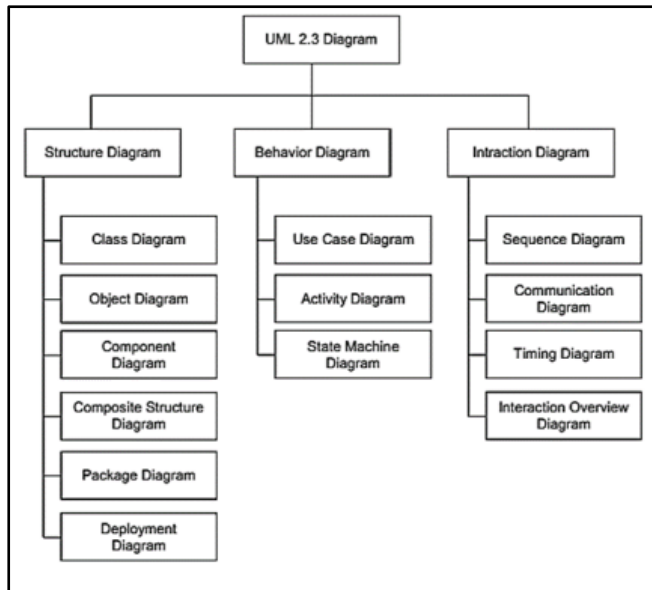 UML 2.3 Diagram
Structure Diagram
Behavior Diagram
Intraction Diagram
Class Diagram
Object Diagram
Component
Diagram
Composite Structure
Diagram
Package Diagram
Deployment
Diagram
Use Case Diagram
Activity Diagram
State Machine
Diagram
Sequence Diagram
Communication
Diagram
Timing Diagram
Interaction Overview
Diagram